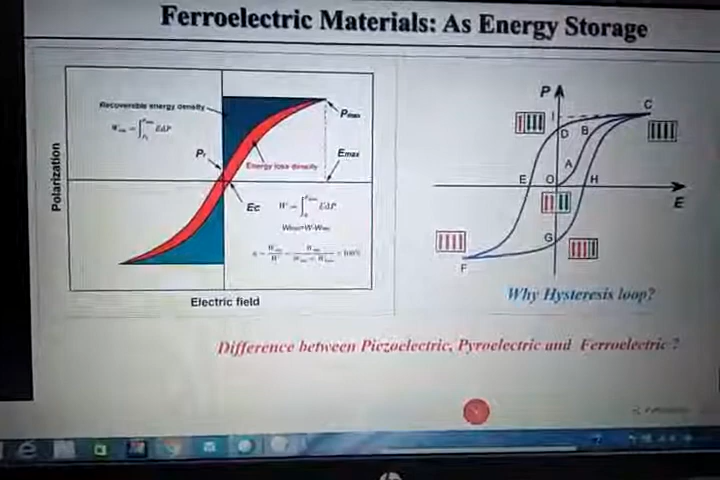 Ferroelectric Materials: As Energy Storage
Recoverable energy density
Pmax
Pr
Energy loss density
Emax
Polarization
Ec
Electric field
P
I
C
D
B
A
E
O
H
E
G
F
Why Hysteresis loop?
Difference between Piezoelectric, Pyroelectric and Ferroelectric ?